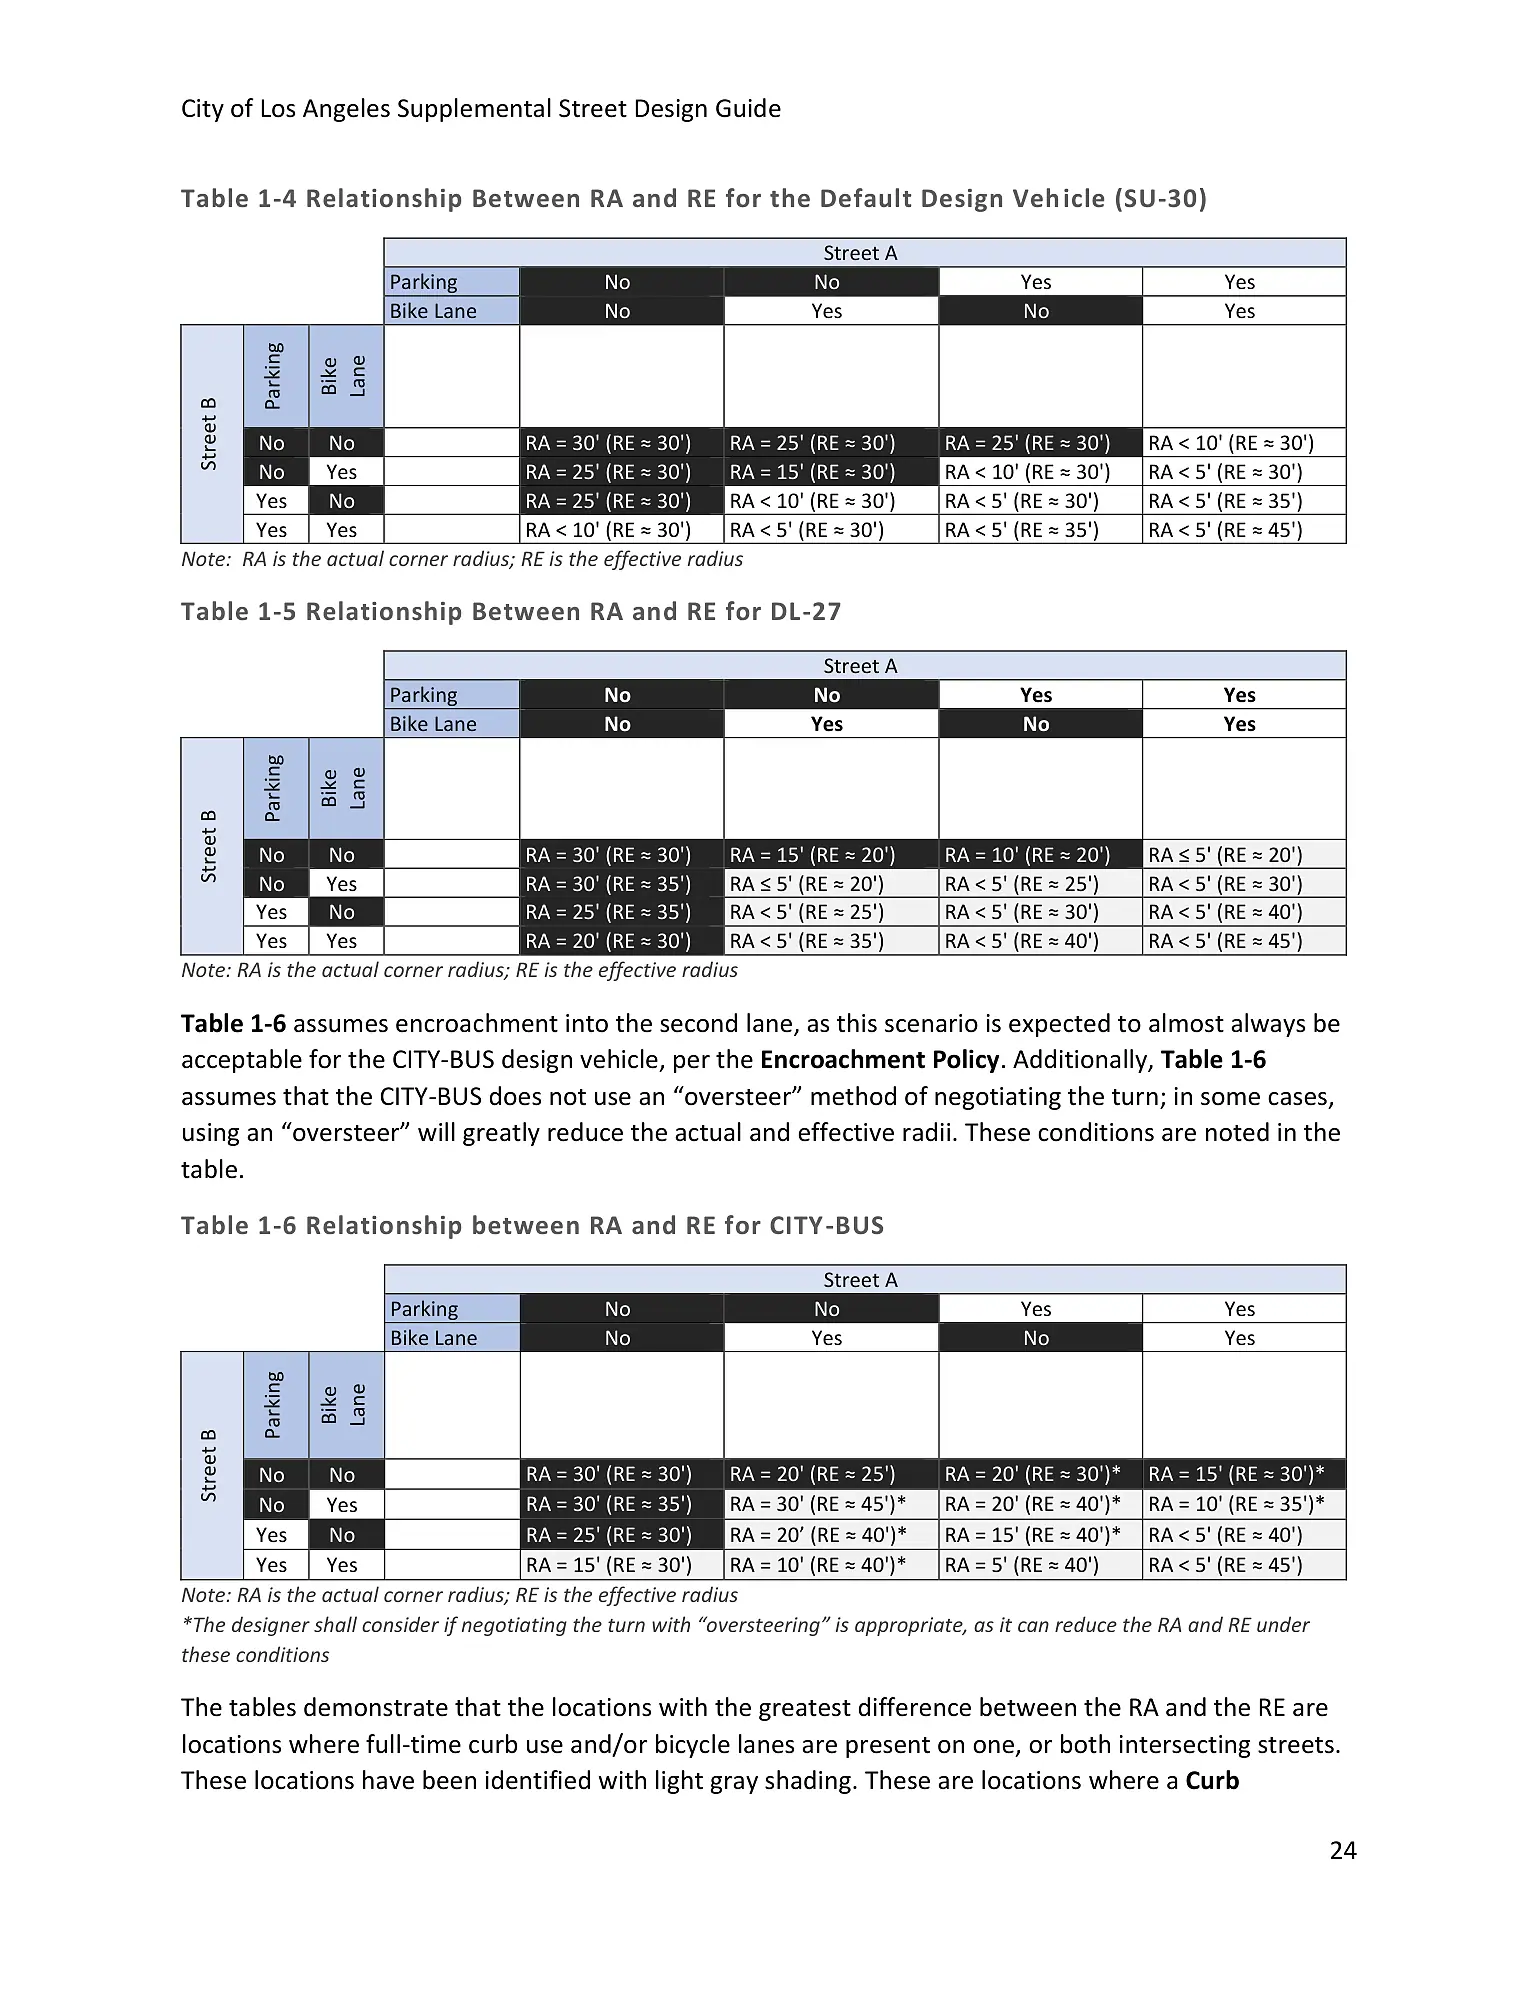 City of Los Angeles Supplemental Street Design Guide
Table 1-4 Relationship Between RA and RE for the Default Design Vehicle (SU-30)
Street A
Parking No No Yes Yes
Bike Lane No Yes No Yes
Street B Parking Bike Lane
No No RA = 30' (RE ≈ 30') RA = 25' (RE ≈ 30') RA = 25' (RE ≈ 30') RA < 10' (RE ≈ 30')
No Yes RA = 25' (RE ≈ 30') RA = 15' (RE ≈ 30') RA < 10' (RE ≈ 30') RA < 5' (RE ≈ 30')
Yes No RA = 25' (RE ≈ 30') RA < 10' (RE ≈ 30') RA < 5' (RE ≈ 30') RA < 5' (RE ≈ 35')
Yes Yes RA < 10' (RE ≈ 30') RA < 5' (RE ≈ 30') RA < 5' (RE ≈ 35') RA < 5' (RE ≈ 45')
Note: RA is the actual corner radius; RE is the effective radius
Table 1-5 Relationship Between RA and RE for DL-27
Street A
Parking No No Yes Yes
Bike Lane No Yes No Yes
Street B Parking Bike Lane
No No RA = 30' (RE ≈ 30') RA = 15' (RE ≈ 20') RA = 10' (RE ≈ 20') RA ≤ 5' (RE ≈ 20')
No Yes RA = 30' (RE ≈ 35') RA ≤ 5' (RE ≈ 20') RA < 5' (RE ≈ 25') RA < 5' (RE ≈ 30')
Yes No RA = 25' (RE ≈ 35') RA < 5' (RE ≈ 25') RA < 5' (RE ≈ 30') RA < 5' (RE ≈ 40')
Yes Yes RA = 20' (RE ≈ 30') RA < 5' (RE ≈ 35') RA < 5' (RE ≈ 40') RA < 5' (RE ≈ 45')
Note: RA is the actual corner radius; RE is the effective radius
Table 1-6 assumes encroachment into the second lane, as this scenario is expected to almost always be
acceptable for the CITY-BUS design vehicle, per the Encroachment Policy. Additionally, Table 1-6
assumes that the CITY-BUS does not use an “oversteer” method of negotiating the turn; in some cases,
using an “oversteer” will greatly reduce the actual and effective radii. These conditions are noted in the
table.
Table 1-6 Relationship between RA and RE for CITY-BUS
Street A
Parking No No Yes Yes
Bike Lane No Yes No Yes
Street B Parking Bike Lane
No No RA = 30' (RE ≈ 30') RA = 20' (RE ≈ 25') RA = 20' (RE ≈ 30')* RA = 15' (RE ≈ 30')*
No Yes RA = 30' (RE ≈ 35') RA = 30' (RE ≈ 45')* RA = 20' (RE ≈ 40')* RA = 10' (RE ≈ 35')*
Yes No RA = 25' (RE ≈ 30') RA = 20’ (RE ≈ 40')* RA = 15' (RE ≈ 40')* RA < 5' (RE ≈ 40')
Yes Yes RA = 15' (RE ≈ 30') RA = 10' (RE ≈ 40')* RA = 5' (RE ≈ 40') RA < 5' (RE ≈ 45')
Note: RA is the actual corner radius; RE is the effective radius
*The designer shall consider if negotiating the turn with “oversteering” is appropriate, as it can reduce the RA and RE under
these conditions
The tables demonstrate that the locations with the greatest difference between the RA and the RE are
locations where full-time curb use and/or bicycle lanes are present on one, or both intersecting streets.
These locations have been identified with light gray shading. These are locations where a Curb
24